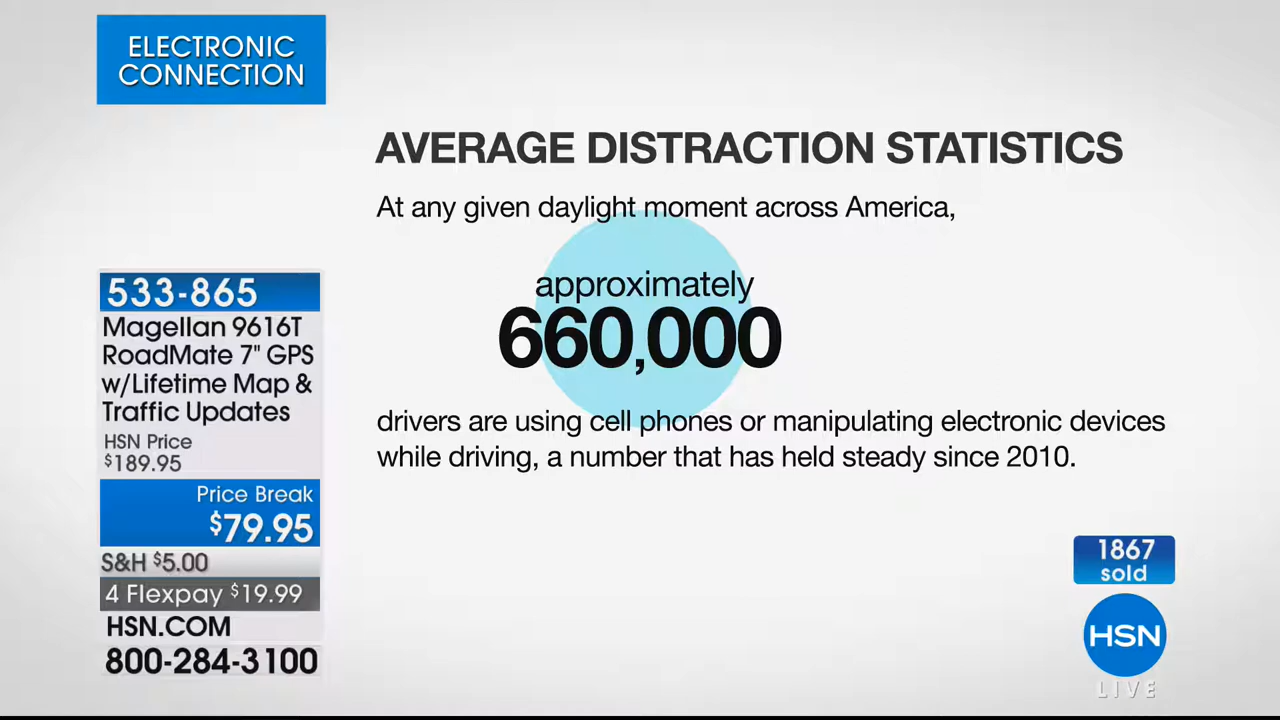 ELECTRONIC
CONNECTION
AVERAGE DISTRACTION STATISTICS
At any given daylight moment across America,
approximately
660,000
drivers are using cell phones or manipulating electronic devices
while driving, a number that has held steady since 2010.
533-865
Magellan 9616T
RoadMate 7" GPS
w/Lifetime Map &
Traffic Updates
HSN Price
$189.95
Price Break
$79.95
S&H $5.00
4 Flexpay $19.99
HSN.COM
800-284-3100
1867
sold
HSN
LIVE